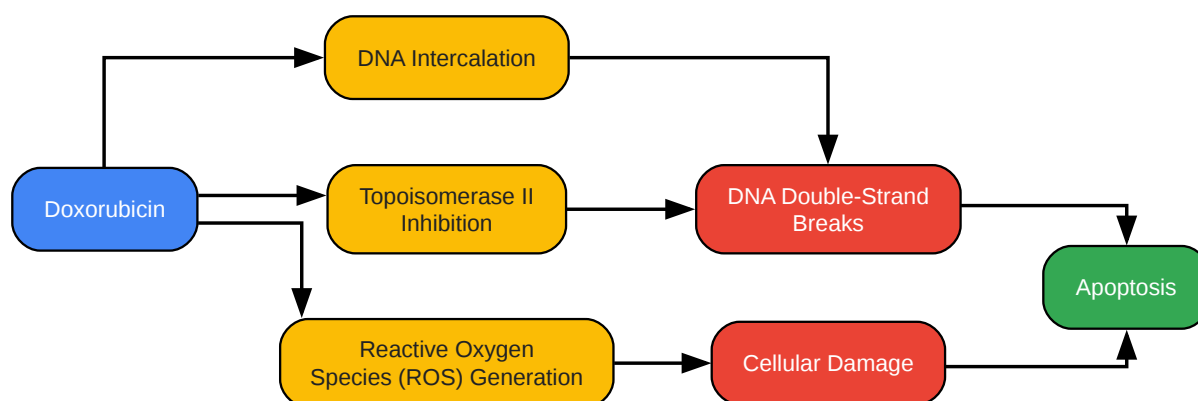 DNA Intercalation
Doxorubicin
Topoisomerase II
Inhibition
DNA Double-Strand
Breaks
Apoptosis
Reactive Oxygen
Species (ROS) Generation
Cellular Damage